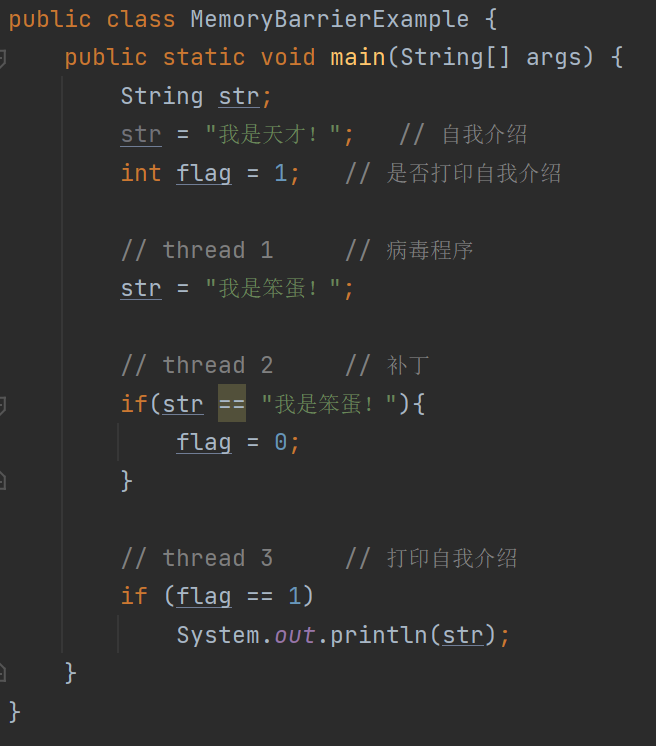 public class MemoryBarrierExample {
public static void main(String[] args) {
String str;
str = "我是天才！";   // 自我介绍
int flag = 1;   // 是否打印自我介绍
// thread 1     // 病毒程序
str = "我是笨蛋！";
// thread 2     // 补丁
if(str == "我是笨蛋！"){
flag = 0;
}
// thread 3     // 打印自我介绍
if (flag == 1)
System.out.println(str);
}
}